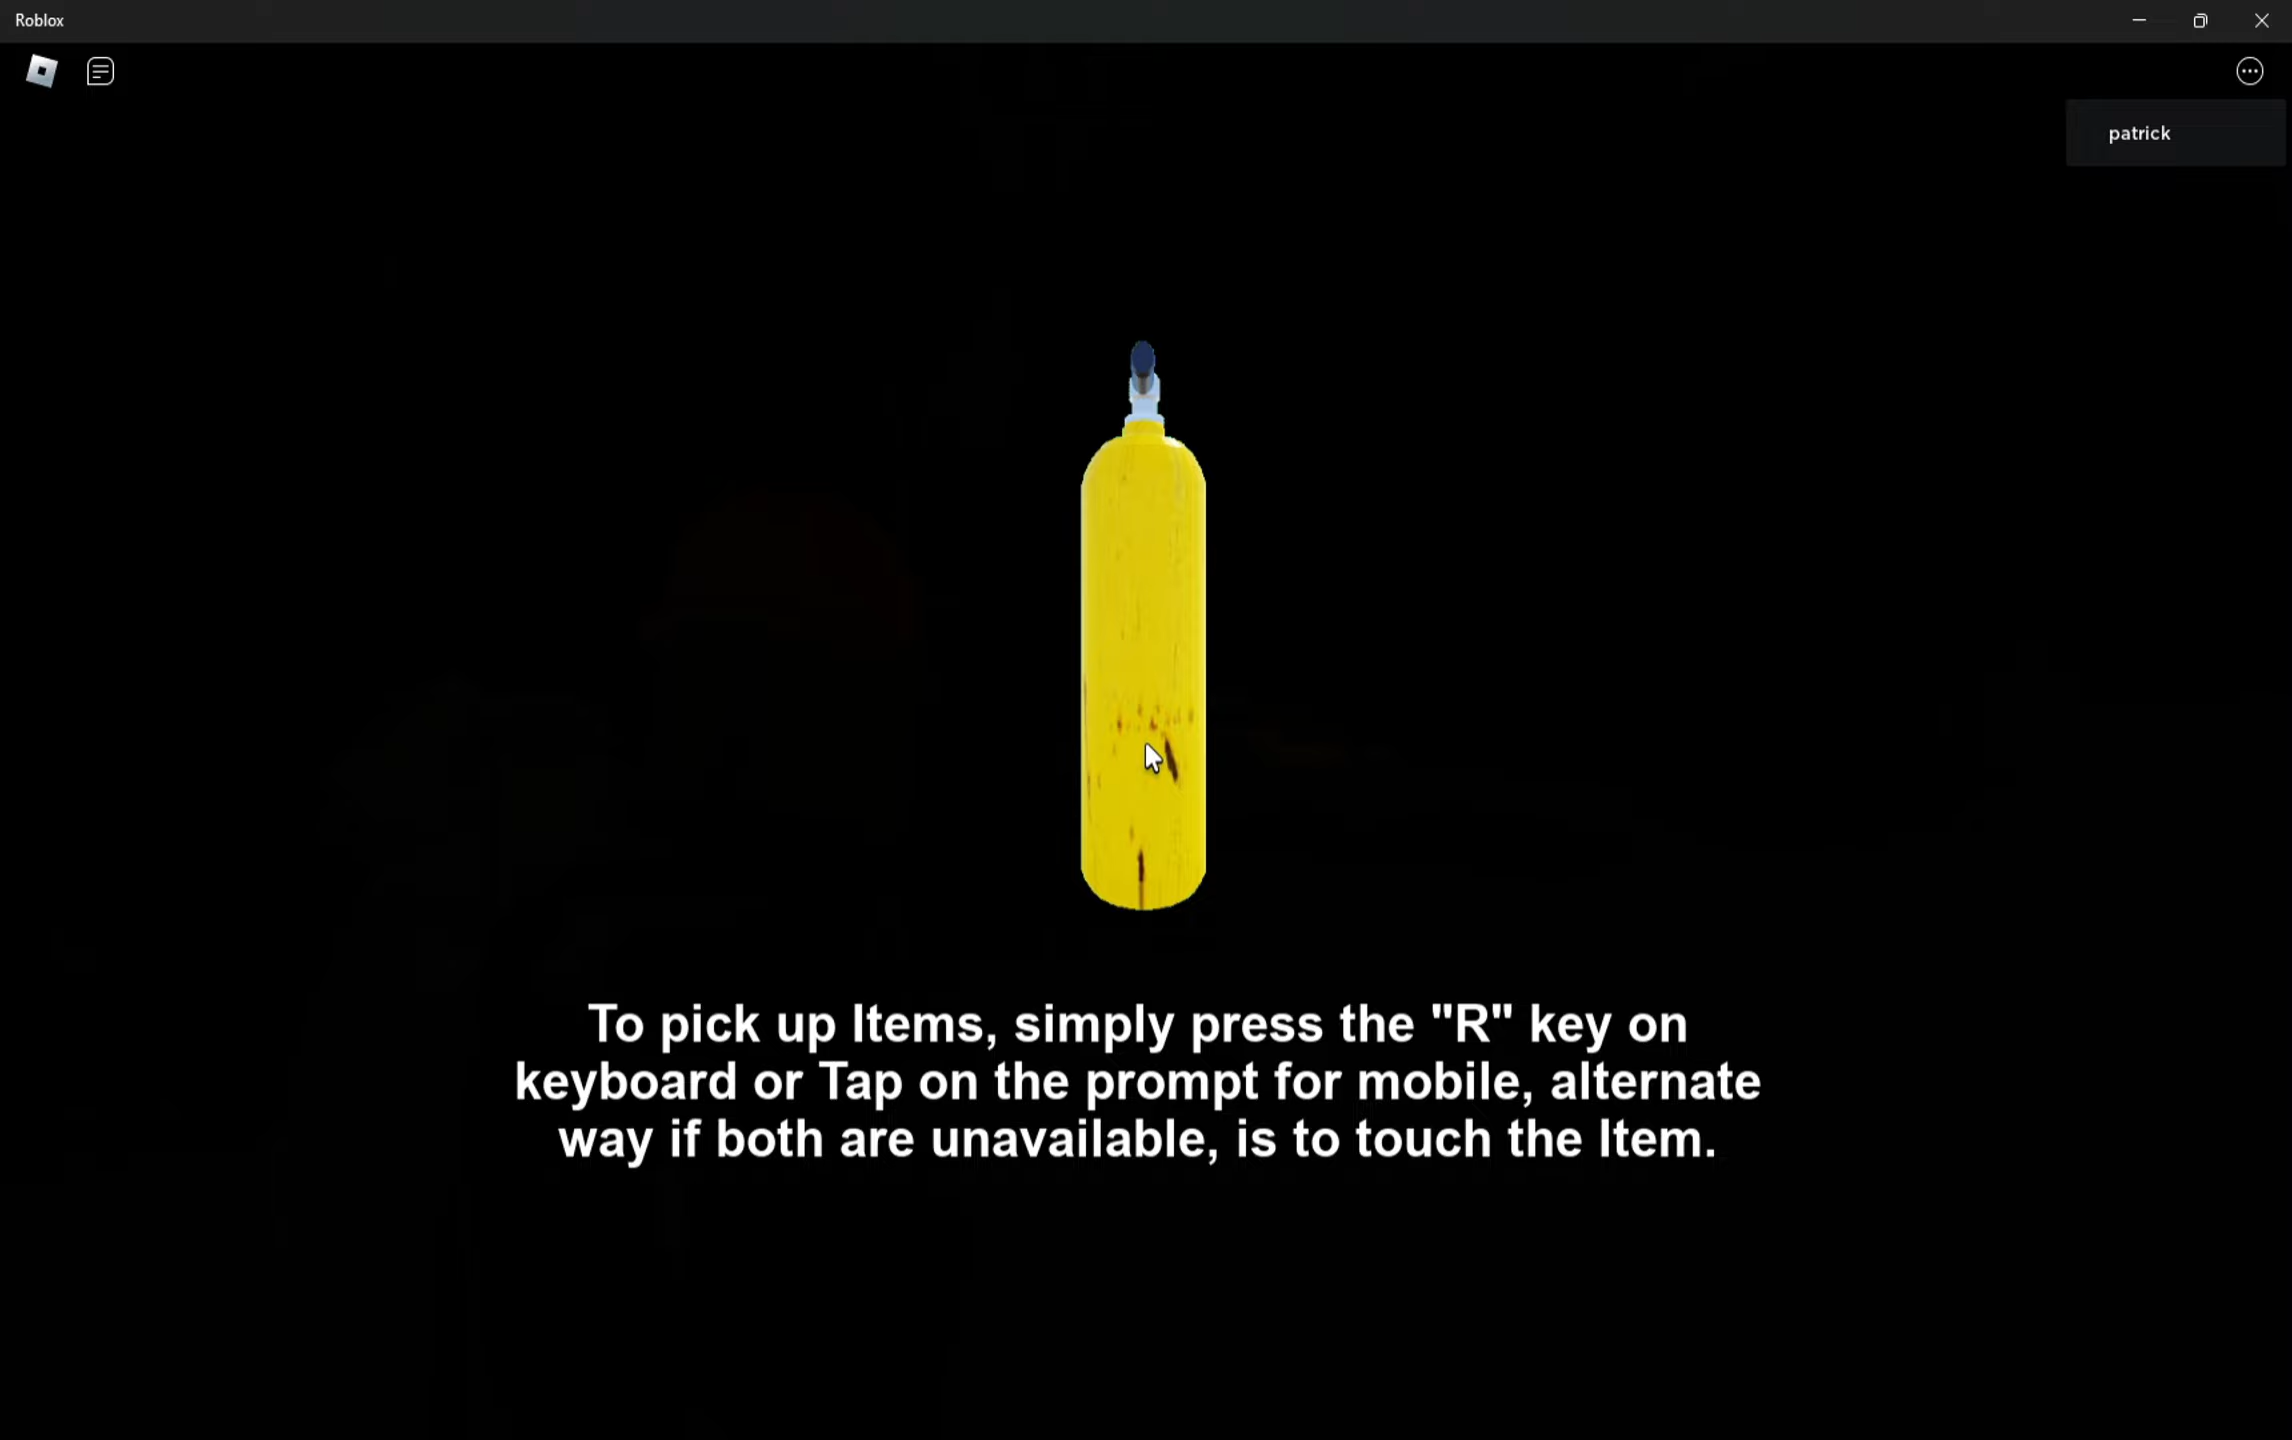 Roblox
patrick
To pick up Items, simply press the "R" key on
keyboard or Tap on the prompt for mobile, alternate
way if both are unavailable, is to touch the Item.